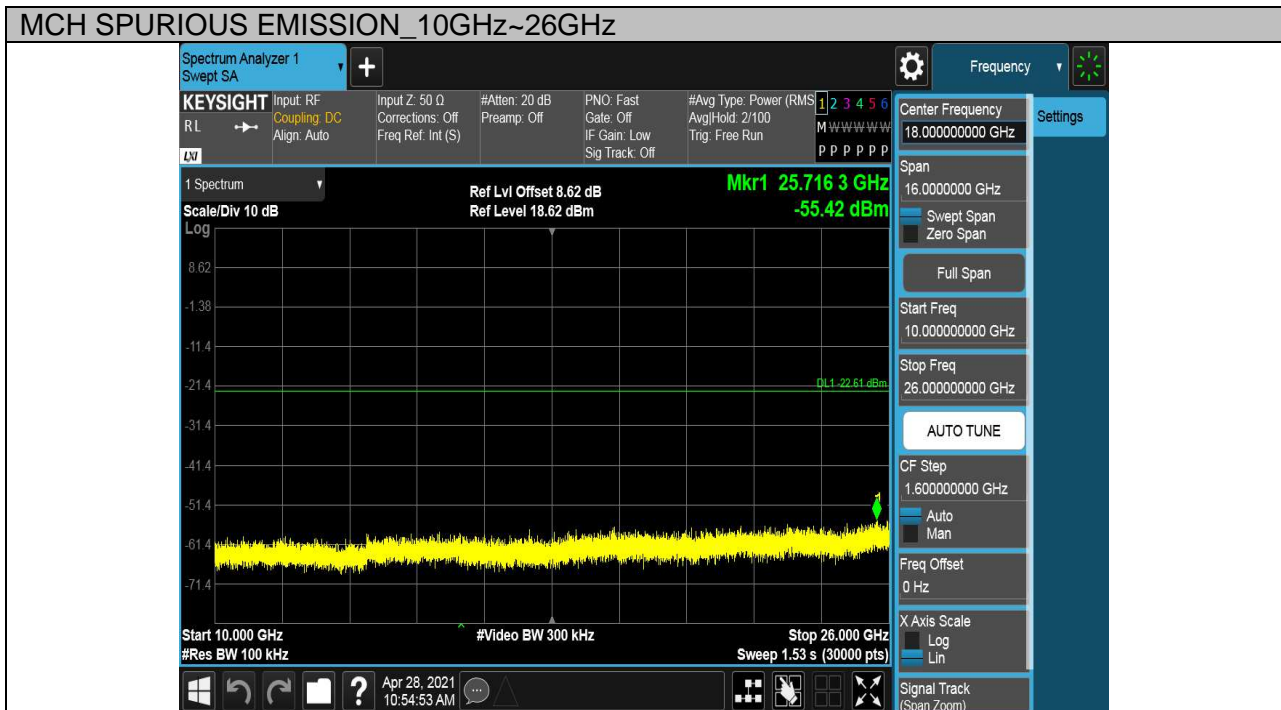 MCH SPURIOUS EMISSION_10GHz~26GHz
Spectrum Analyzer 1
Swept SA
+
Frequency
KEYSIGHT
RL
LXI
Input: RF
Coupling: DC
Align: Auto
Input Z: 50 Ω
Corrections: Off
Freq Ref: Int (S)
#Atten: 20 dB
Preamp: Off
PNO: Fast
Gate: Off
IF Gain: Low
Sig Track: Off
#Avg Type: Power (RMS
Avg|Hold: 2/100
Trig: Free Run
1 2 3 4 5 6
M W W W W W
P P P P P P
1 Spectrum
Scale/Div 10 dB
Ref Lvl Offset 8.62 dB
Ref Level 18.62 dBm
Mkr1 25.716 3 GHz
-55.42 dBm
Log
8.62
-1.38
-11.4
-21.4
-31.4
-41.4
-51.4
-61.4
-71.4
DL1 -22.61 dBm
1
Start 10.000 GHz
#Res BW 100 kHz
#Video BW 300 kHz
Stop 26.000 GHz
Sweep 1.53 s (30000 pts)
Center Frequency
18.000000000 GHz
Settings
Span
16.0000000 GHz
Swept Span
Zero Span
Full Span
Start Freq
10.000000000 GHz
Stop Freq
26.000000000 GHz
AUTO TUNE
CF Step
1.600000000 GHz
Auto
Man
Freq Offset
0 Hz
X Axis Scale
Log
Lin
Signal Track
(Span Zoom)
?
Apr 28, 2021
10:54:53 AM